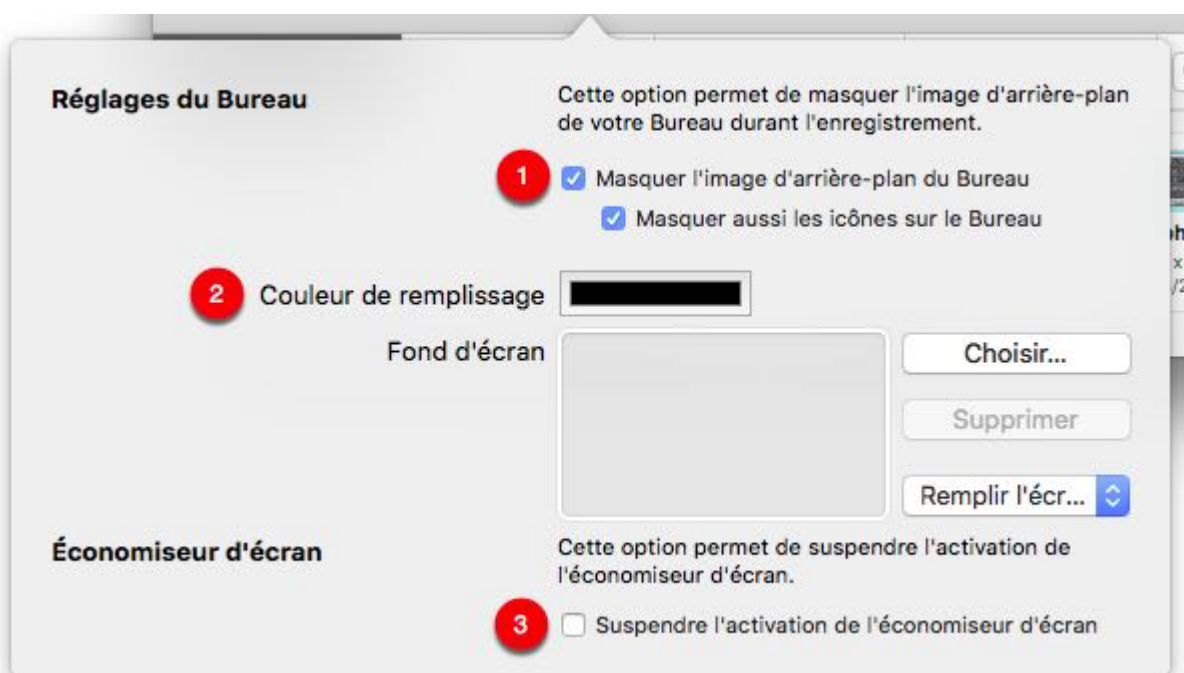 Réglages du Bureau
Cette option permet de masquer l'image d'arrière-plan
de votre Bureau durant l'enregistrement.
1
Masquer l'image d'arrière-plan du Bureau
Masquer aussi les icônes sur le Bureau
2
Couleur de remplissage
Fond d'écran
Choisir...
Supprimer
Remplir l'écr...
Économiseur d'écran
Cette option permet de suspendre l'activation de
l'économiseur d'écran.
3
Suspendre l'activation de l'économiseur d'écran